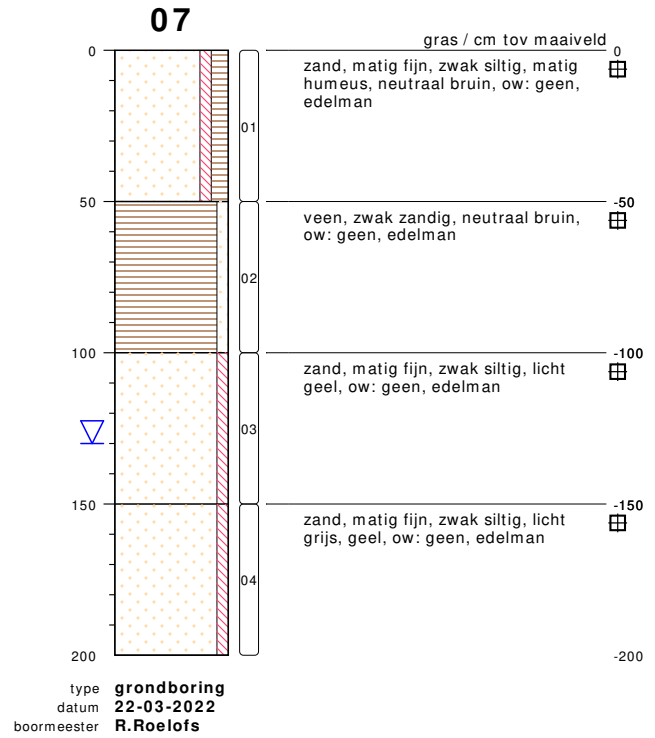 07
gras / cm tov maaiveld
0
0
zand, matig fijn, zwak siltig, matig
humeus, neutraal bruin, ow: geen,
edelman
01
50
-50
veen, zwak zandig, neutraal bruin,
ow: geen, edelman
02
100
-100
zand, matig fijn, zwak siltig, licht
geel, ow: geen, edelman
03
150
-150
zand, matig fijn, zwak siltig, licht
grijs, geel, ow: geen, edelman
04
200
-200
type grondboring
datum 22-03-2022
boormeester R.Roelofs